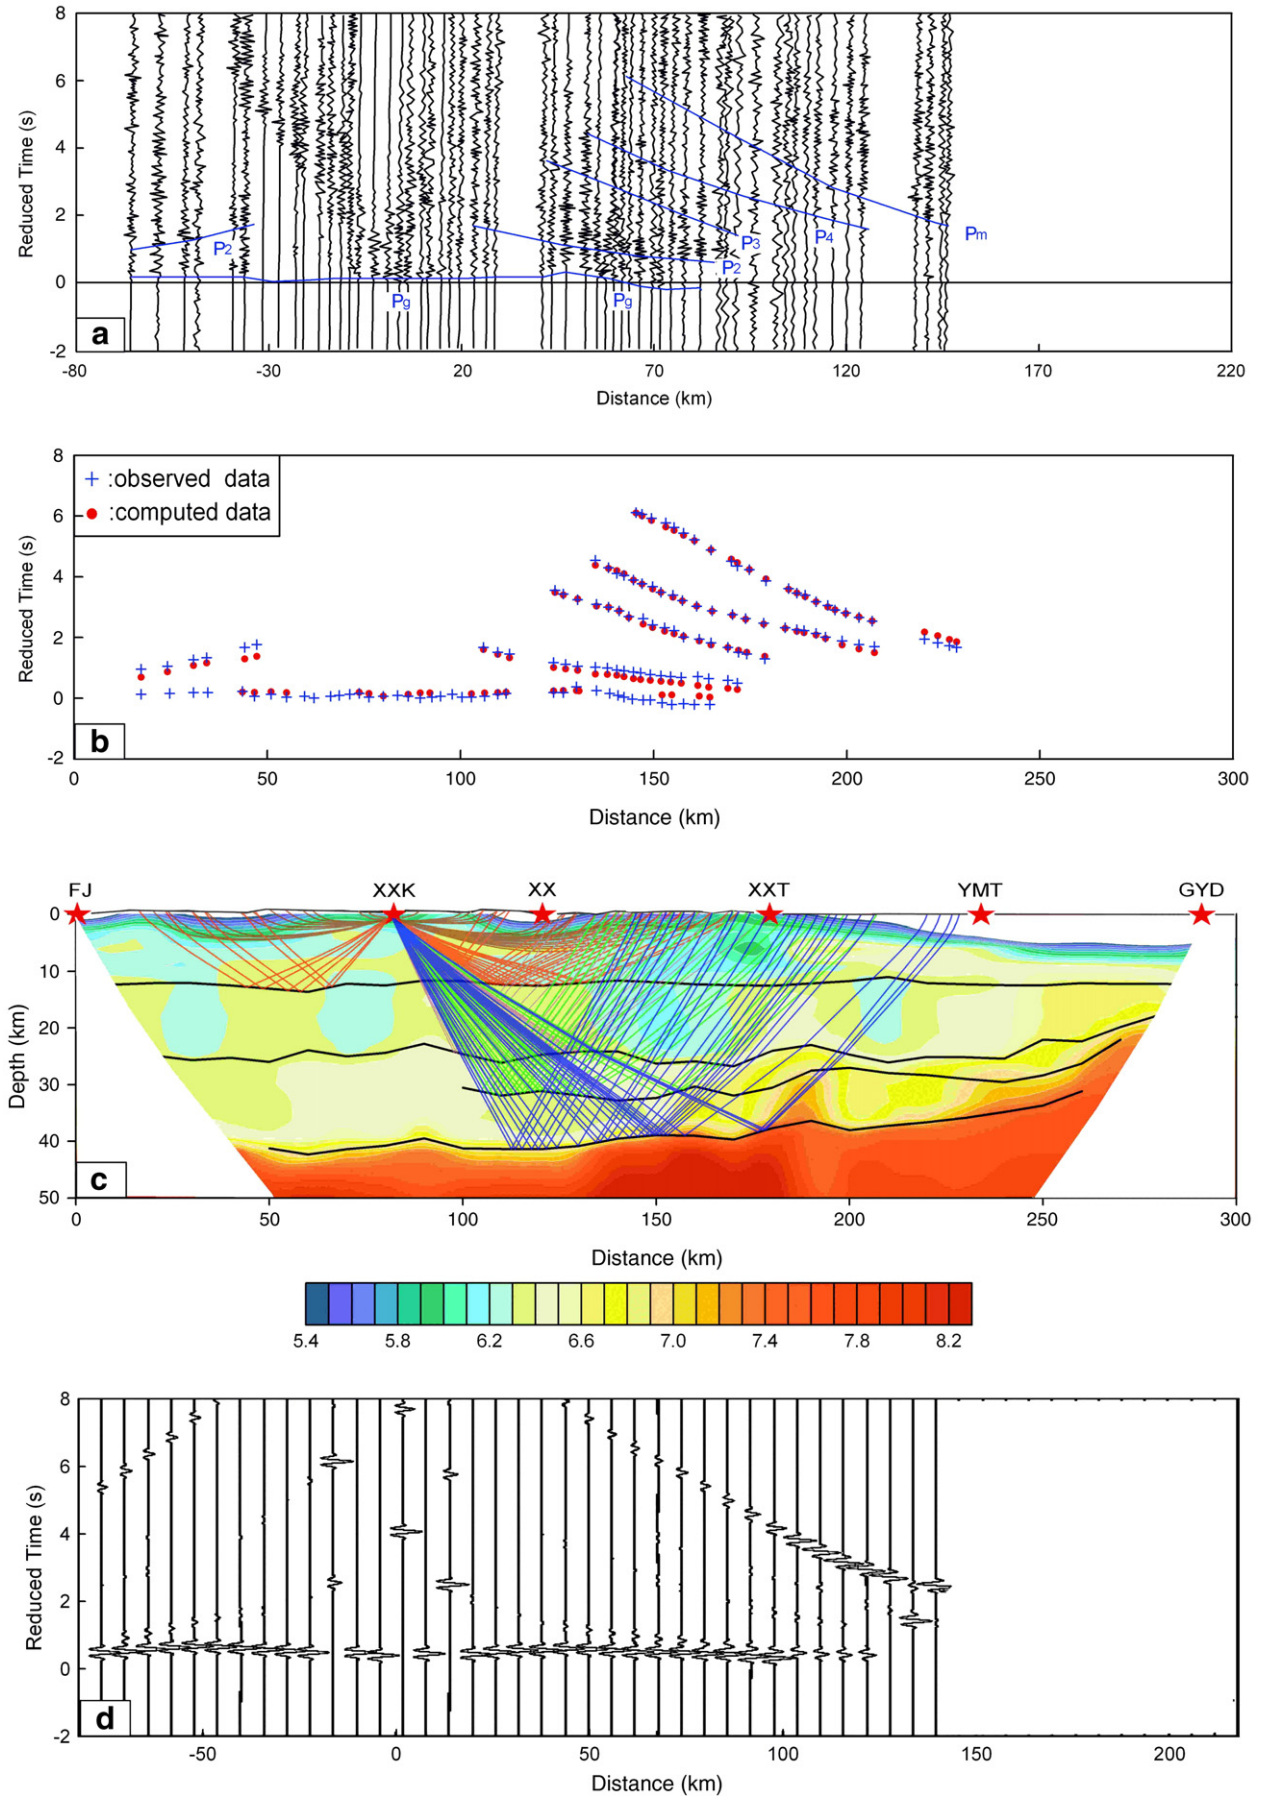 8
6
4
2
0
-2
Reduced Time (s)
P2
Pg
Pg
P2
P3
P4
Pm
a
-80 -30 20 70 120 170 220
Distance (km)
8
6
4
2
0
-2
Reduced Time (s)
+ :observed data
:computed data
b
0 50 100 150 200 250 300
Distance (km)
FJ XXK XX XXT YMT GYD
0
10
20
30
40
50
Depth (km)
c
0 50 100 150 200 250 300
Distance (km)
5.4 5.8 6.2 6.6 7.0 7.4 7.8 8.2
8
6
4
2
0
-2
Reduced Time (s)
d
-50 0 50 100 150 200
Distance (km)